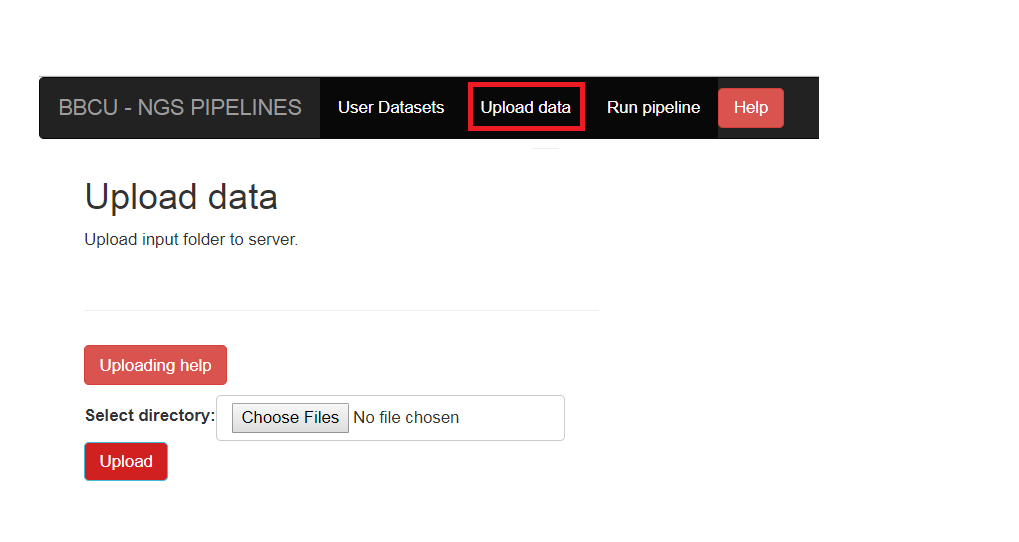 BBCU - NGS PIPELINES User Datasets Upload data Run pipeline Help
Upload data
Upload input folder to server.
Uploading help
Select directory: Choose Files No file chosen
Upload